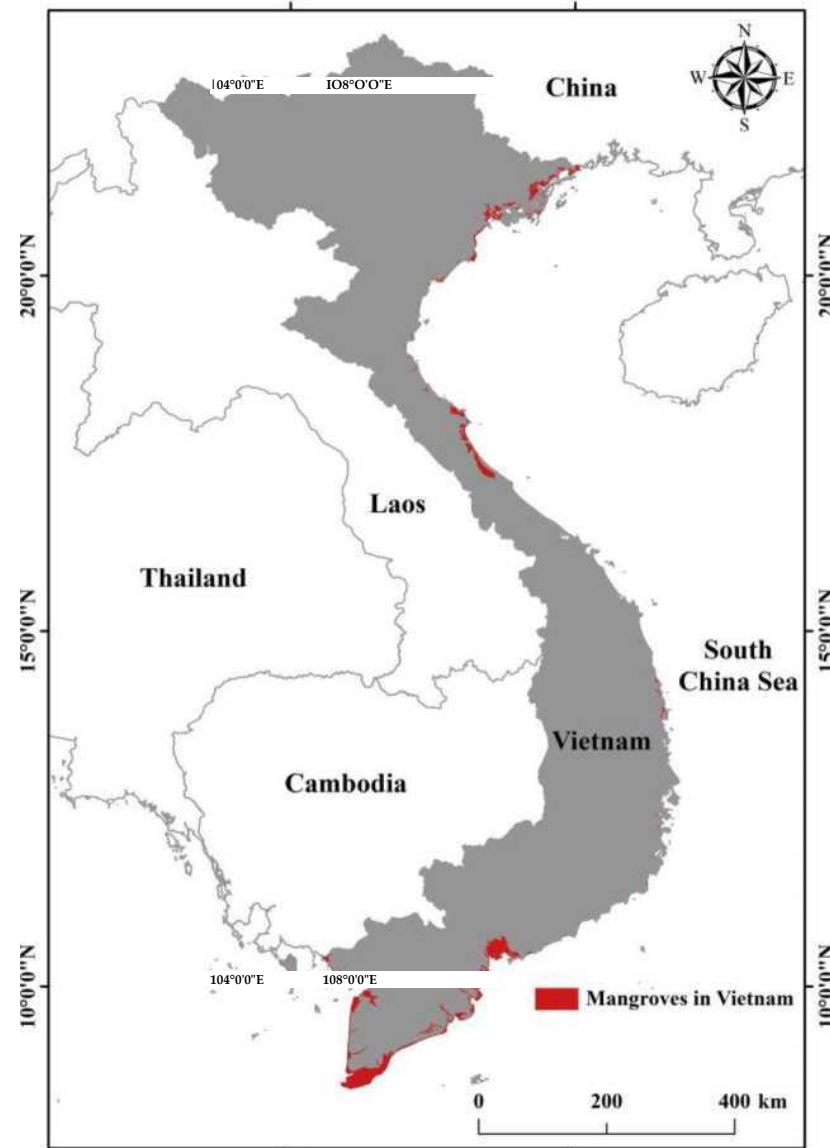 N
W E
S
104°0'0"E IO8°O'O"E
China
20°0'0"N
20°0'0"N
Laos
Thailand
15°0'0"N
15°0'0"N
South
China Sea
Vietnam
Cambodia
10°0'0"N
10°0'0"N
104°0'0"E 108°0'0"E
Mangroves in Vietnam
0 200 400 km